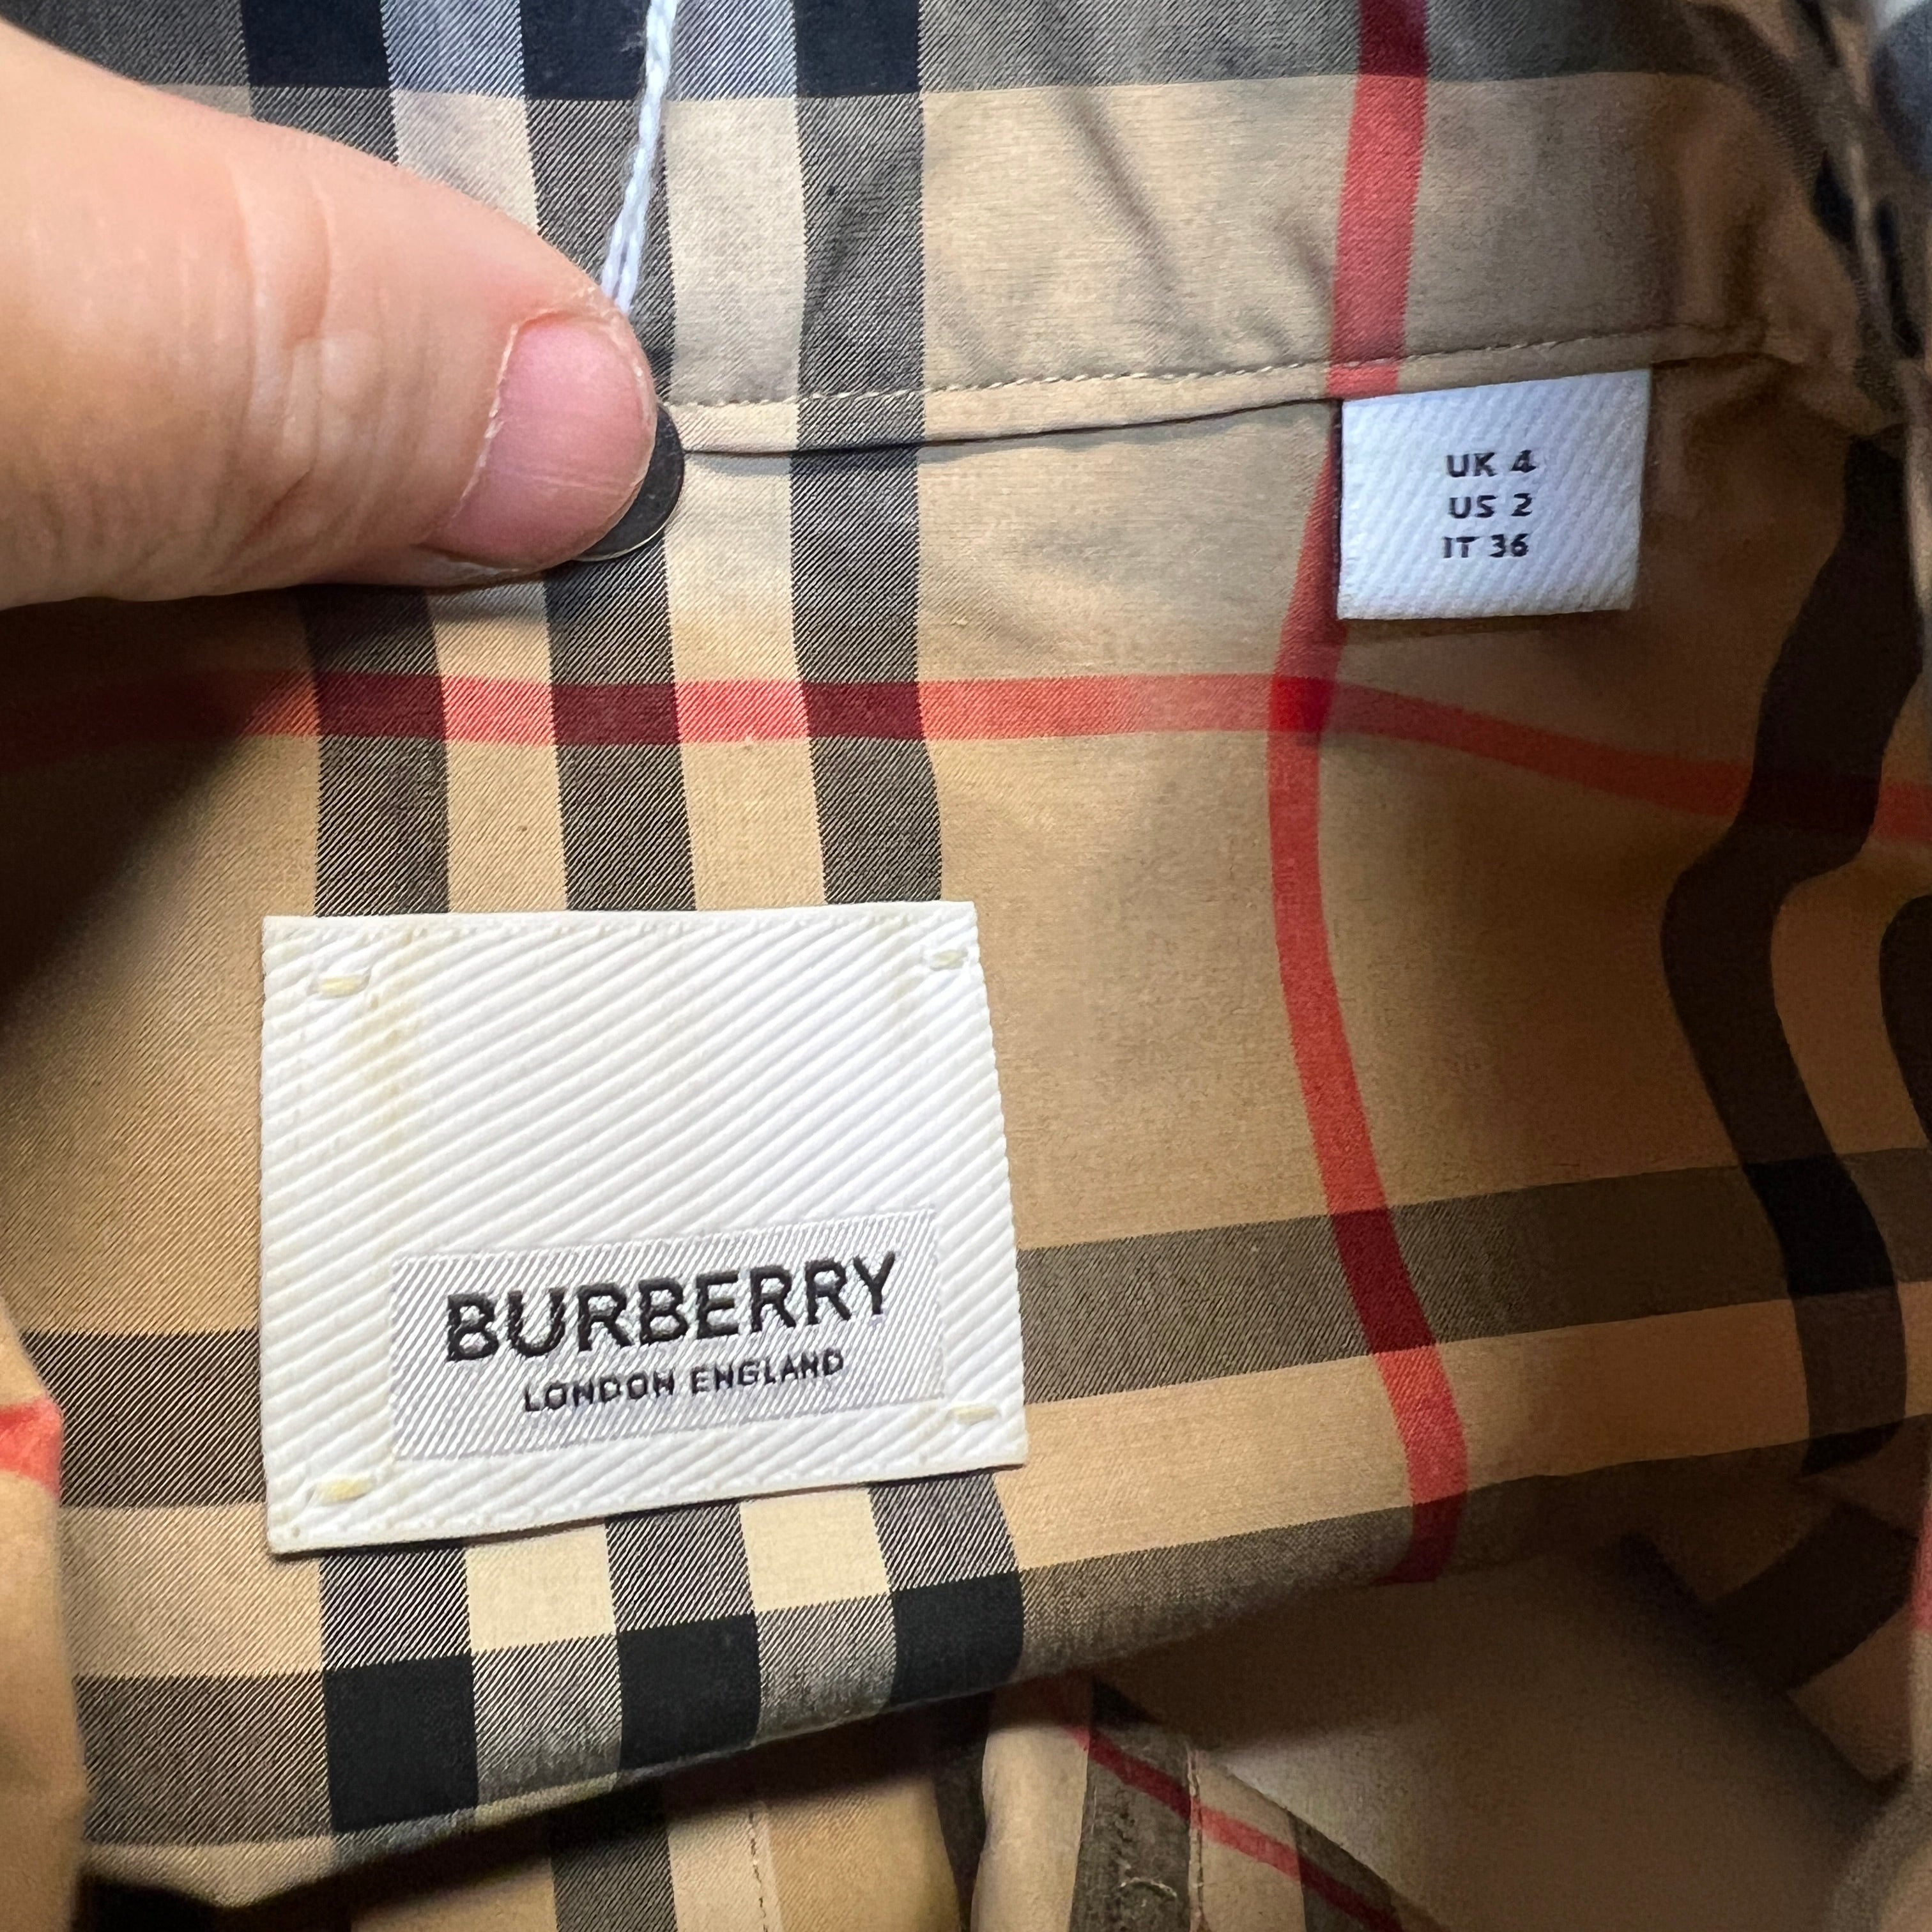 UK 4
US 2
IT 36
BURBERRY
LONDON ENGLAND